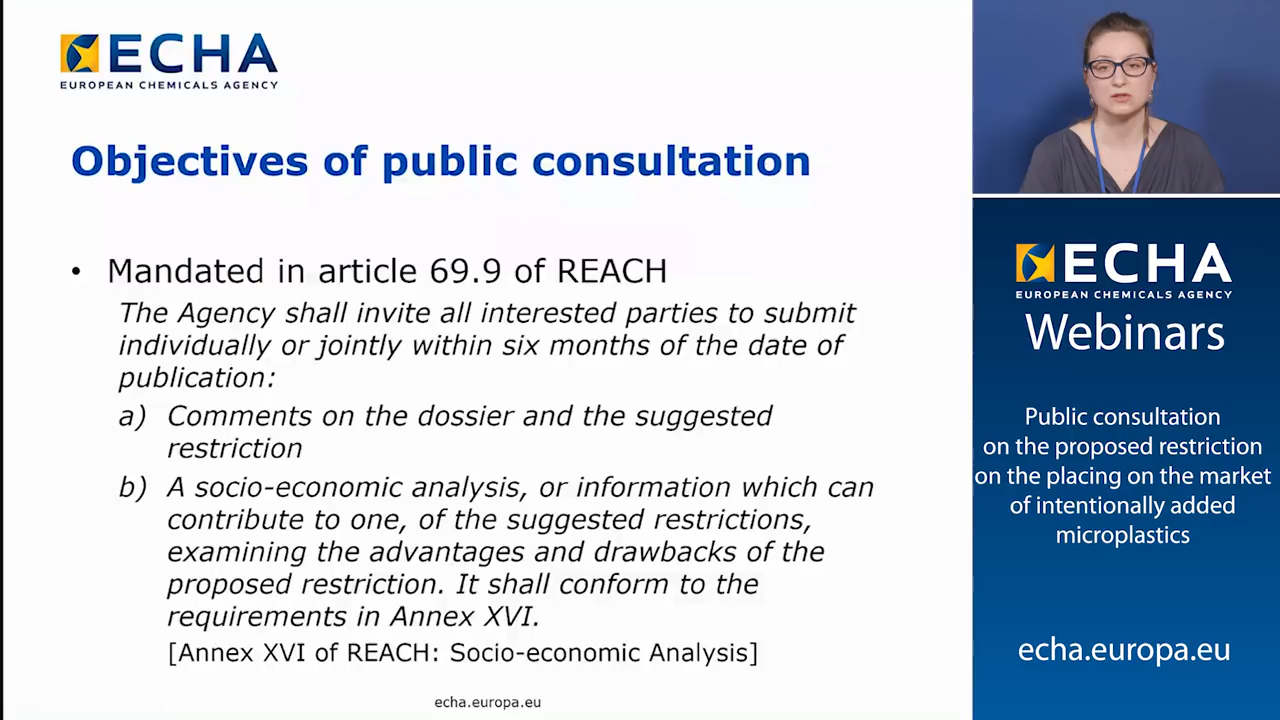 ECHA
EUROPEAN CHEMICALS AGENCY
Objectives of public consultation
• Mandated in article 69.9 of REACH
The Agency shall invite all interested parties to submit
individually or jointly within six months of the date of
publication:
a) Comments on the dossier and the suggested
restriction
b) A socio-economic analysis, or information which can
contribute to one, of the suggested restrictions,
examining the advantages and drawbacks of the
proposed restriction. It shall conform to the
requirements in Annex XVI.
[Annex XVI of REACH: Socio-economic Analysis]
echa.europa.eu
ECHA
EUROPEAN CHEMICALS AGENCY
Webinars
Public consultation
on the proposed restriction
on the placing on the market
of intentionally added
microplastics
echa.europa.eu